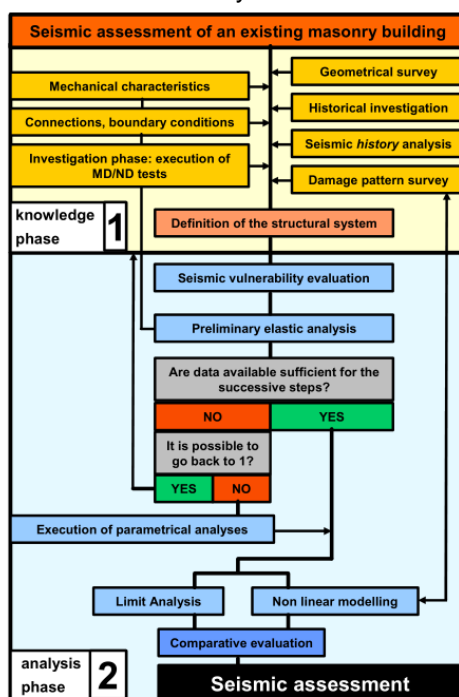 Seismic assessment of an existing masonry building
Mechanical characteristics
Geometrical survey
Connections, boundary conditions
Historical investigation
Investigation phase: execution of
MD/ND tests
Seismic history analysis
Damage pattern survey
knowledge
phase
1
Definition of the structural system
Seismic vulnerability evaluation
Preliminary elastic analysis
Are data available sufficient for the
successive steps?
NO
YES
It is possible to
go back to 1?
YES
NO
Execution of parametrical analyses
Limit Analysis
Non linear modelling
Comparative evaluation
analysis
phase
2
Seismic assessment